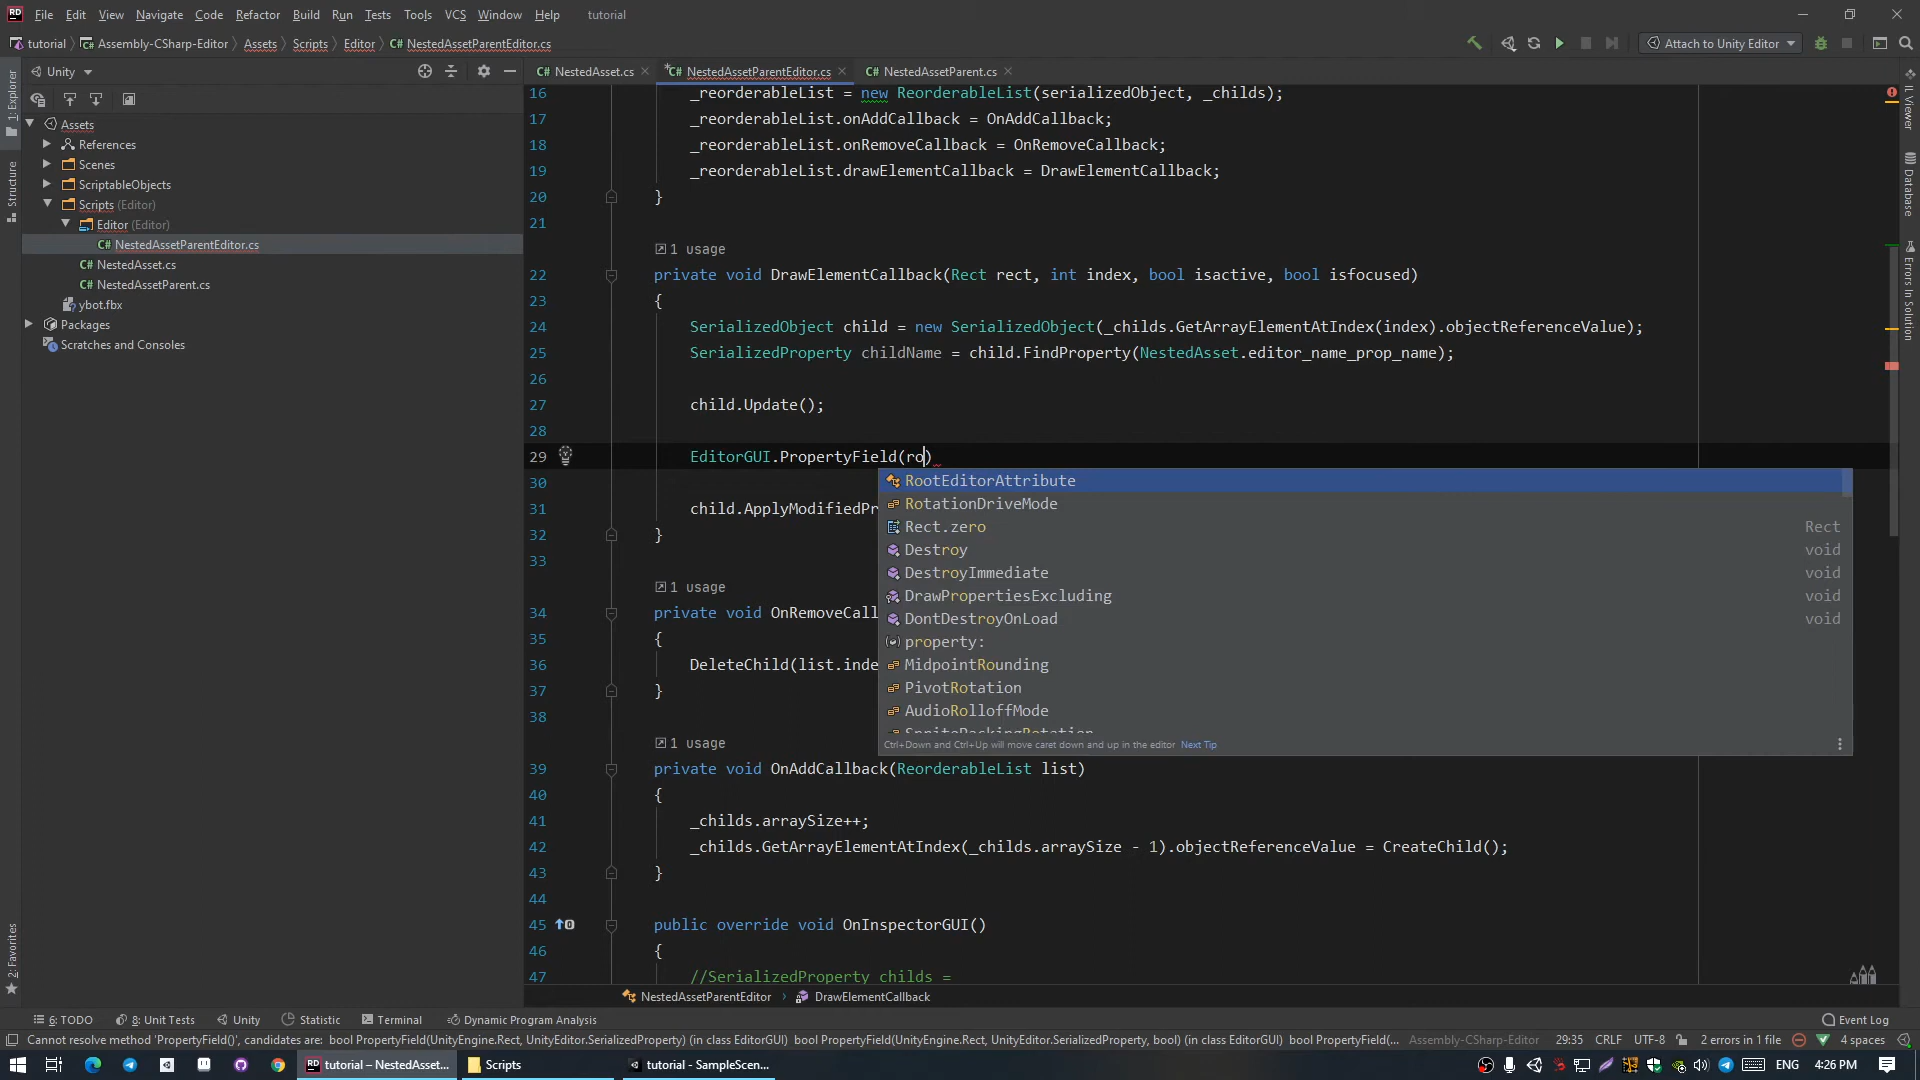 File Edit View Navigate Code Refactor Build Run Tests Tools VCS Window Help tutorial
tutorial Assembly-CSharp-Editor Assets Scripts Editor NestedAssetParentEditor.cs Attach to Unity Editor
Unity
NestedAsset.cs NestedAssetParentEditor.cs NestedAssetParent.cs
1: Explorer
Structure
2: Favorites
Assets
References
Scenes
ScriptableObjects
Scripts (Editor)
Editor (Editor)
NestedAssetParentEditor.cs
NestedAsset.cs
NestedAssetParent.cs
ybot.fbx
Packages
Scratches and Consoles
16 _reorderableList = new ReorderableList(serializedObject, _childs);
17 _reorderableList.onAddCallback = OnAddCallback;
18 _reorderableList.onRemoveCallback = OnRemoveCallback;
19 _reorderableList.drawElementCallback = DrawElementCallback;
20 }
21
1 usage
22 private void DrawElementCallback(Rect rect, int index, bool isactive, bool isfocused)
23 {
24 SerializedObject child = new SerializedObject(_childs.GetArrayElementAtIndex(index).objectReferenceValue);
25 SerializedProperty childName = child.FindProperty(NestedAsset.editor_name_prop_name);
26
27 child.Update();
28
29 EditorGUI.PropertyField(ro)
30
31 child.ApplyModifiedPr
32 }
33
1 usage
34 private void OnRemoveCall
35 {
36 DeleteChild(list.inde
37 }
38
1 usage
39 private void OnAddCallback(ReorderableList list)
40 {
41 _childs.arraySize++;
42 _childs.GetArrayElementAtIndex(_childs.arraySize - 1).objectReferenceValue = CreateChild();
43 }
44
45 public override void OnInspectorGUI()
46 {
47 //SerializedProperty childs =
RootEditorAttribute
RotationDriveMode
Rect.zero Rect
Destroy void
DestroyImmediate void
DrawPropertiesExcluding void
DontDestroyOnLoad void
property:
MidpointRounding
PivotRotation
AudioRolloffMode
SpritePackingRotation
Ctrl+Down and Ctrl+Up will move caret down and up in the editor Next Tip
IL Viewer
Database
Errors In Solution
NestedAssetParentEditor DrawElementCallback
6: TODO 8: Unit Tests Unity Statistic Terminal Dynamic Program Analysis Event Log
Cannot resolve method 'PropertyField()', candidates are: bool PropertyField(UnityEngine.Rect, UnityEditor.SerializedProperty) (in class EditorGUI) bool PropertyField(UnityEngine.Rect, UnityEditor.SerializedProperty, bool) (in class EditorGUI) bool PropertyField(... Assembly-CSharp-Editor 29:35 CRLF UTF-8 2 errors in 1 file 4 spaces
tutorial – NestedAsset... Scripts tutorial - SampleScen... ENG 4:26 PM